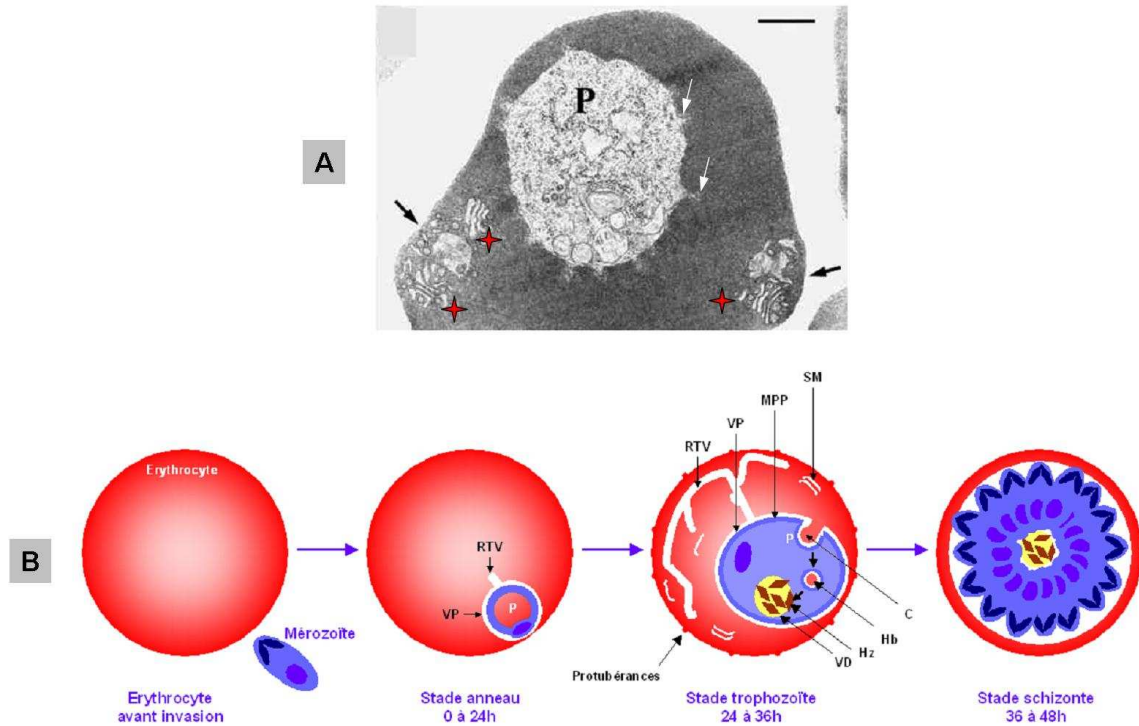 P
A
SM
MPP
VP
RTV
Erythrocyte
RTV
P
VP
P
B
C
Mérozoïte
Hb
Hz
VD
Protubérances
Erythrocyte
avant invasion
Stade anneau
0 à 24h
Stade trophozoïte
24 à 36h
Stade schizonte
36 à 48h